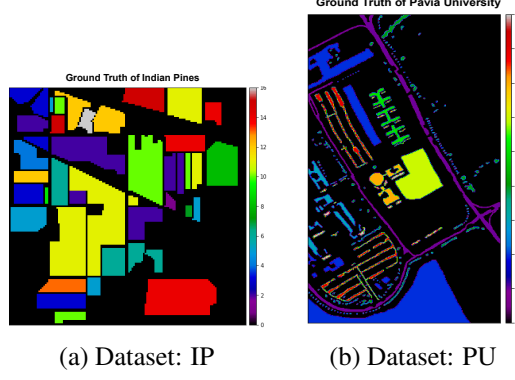 Ground Truth of Indian Pines
16
14
12
10
8
6
4
2
0
(a) Dataset: IP
Ground Truth of Pavia University
(b) Dataset: PU